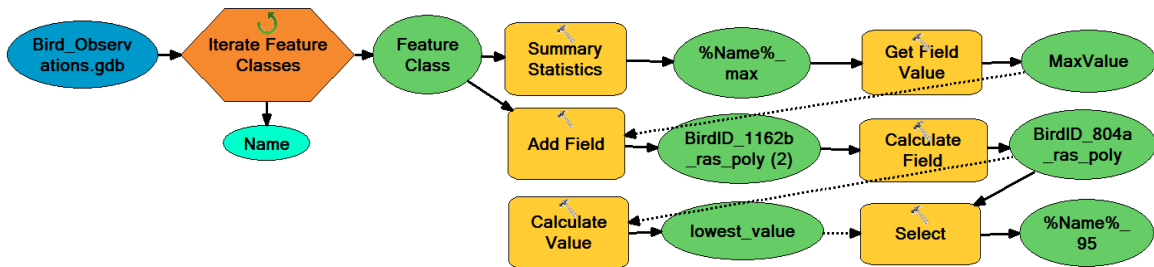 Bird_Observ
ations.gdb
Iterate Feature
Classes
Name
Feature
Class
Summary
Statistics
%Name%_
max
Get Field
Value
MaxValue
Add Field
BirdID_1162b
_ras_poly (2)
Calculate
Field
BirdID_804a
_ras_poly
Calculate
Value
lowest_value
Select
%Name%_
95